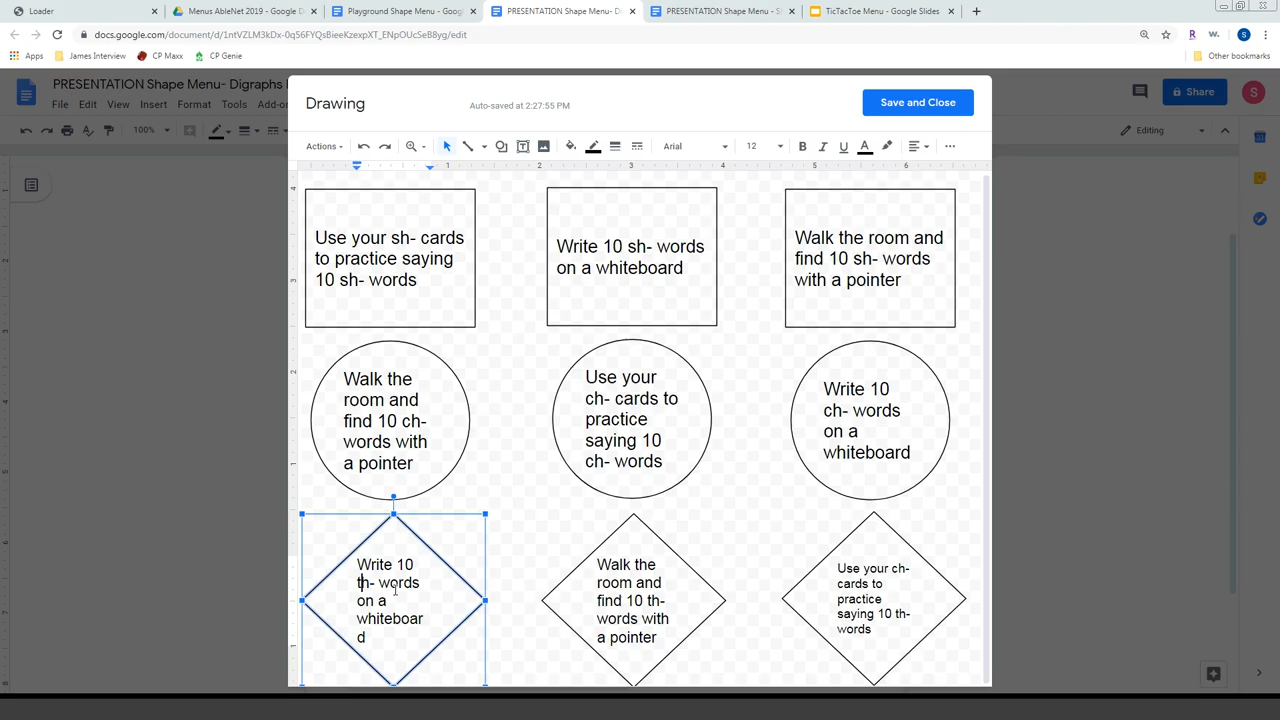 Loader
Menus AbleNet 2019 - Google D
Playground Shape Menu - Goog
PRESENTATION Shape Menu- D
PRESENTATION Shape Menu - S
TicTacToe Menu - Google Slides
docs.google.com/document/d/1ntVZLM3kDx-0q56FYQsBieeKzexpXT_ENpOUcSeB8yg/edit
Apps
James Interview
CP Maxx
CP Genie
Other bookmarks
PRESENTATION Shape Menu- Digraphs
File Edit View Insert Format Tools Add-o
Share
S
100%
Editing
Drawing
Auto-saved at 2:27:55 PM
Save and Close
Actions
Arial
12
B I U A
1 2 3 4 5 6
Use your sh- cards
to practice saying
10 sh- words
Write 10 sh- words
on a whiteboard
Walk the room and
find 10 sh- words
with a pointer
Walk the
room and
find 10 ch-
words with
a pointer
Use your
ch- cards to
practice
saying 10
ch- words
Write 10
ch- words
on a
whiteboard
Write 10
th- words
on a
whiteboar
d
Walk the
room and
find 10 th-
words with
a pointer
Use your ch-
cards to
practice
saying 10 th-
words